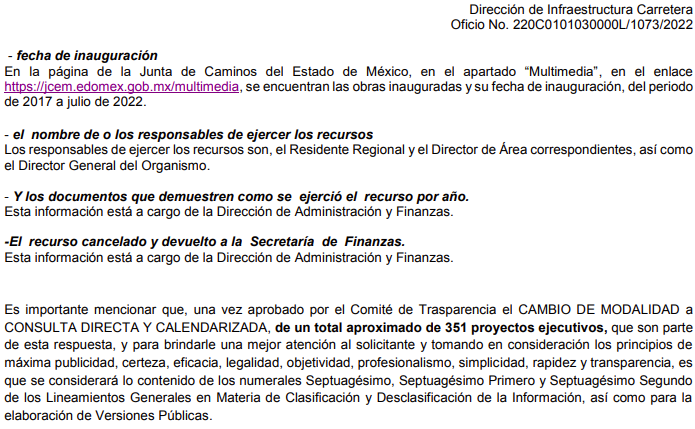 Dirección de Infraestructura Carretera
Oficio No. 220C0101030000L/1073/2022
- fecha de inauguración
En la página de la Junta de Caminos del Estado de México, en el apartado “Multimedia”, en el enlace
https://jcem.edomex.gob.mx/multimedia, se encuentran las obras inauguradas y su fecha de inauguración, del periodo
de 2017 a julio de 2022.
- el nombre de o los responsables de ejercer los recursos
Los responsables de ejercer los recursos son, el Residente Regional y el Director de Área correspondientes, así como
el Director General del Organismo.
- Y los documentos que demuestren como se ejerció el recurso por año.
Esta información está a cargo de la Dirección de Administración y Finanzas.
-El recurso cancelado y devuelto a la Secretaría de Finanzas.
Esta información está a cargo de la Dirección de Administración y Finanzas.
Es importante mencionar que, una vez aprobado por el Comité de Trasparencia el CAMBIO DE MODALIDAD a
CONSULTA DIRECTA Y CALENDARIZADA, de un total aproximado de 351 proyectos ejecutivos, que son parte
de esta respuesta, y para brindarle una mejor atención al solicitante y tomando en consideración los principios de
máxima publicidad, certeza, eficacia, legalidad, objetividad, profesionalismo, simplicidad, rapidez y transparencia, es
que se considerará lo contenido de los numerales Septuagésimo, Septuagésimo Primero y Septuagésimo Segundo
de los Lineamientos Generales en Materia de Clasificación y Desclasificación de la Información, así como para la
elaboración de Versiones Públicas.